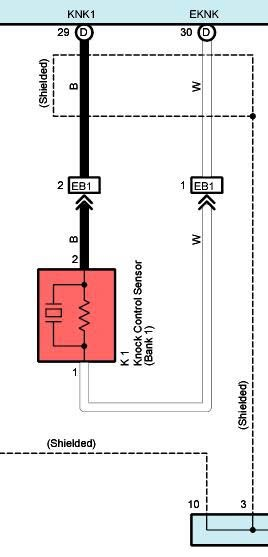 KNK1 EKNK
29 D 30 D
(Shielded)
B W
2 EB1 1 EB1
B W
2
K 1
Knock Control Sensor
(Bank 1)
1
(Shielded)
(Shielded)
10 3